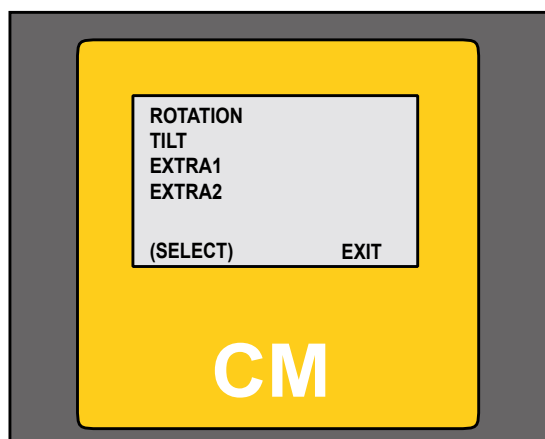 ROTATION
TILT
EXTRA1
EXTRA2
(SELECT) EXIT
CM